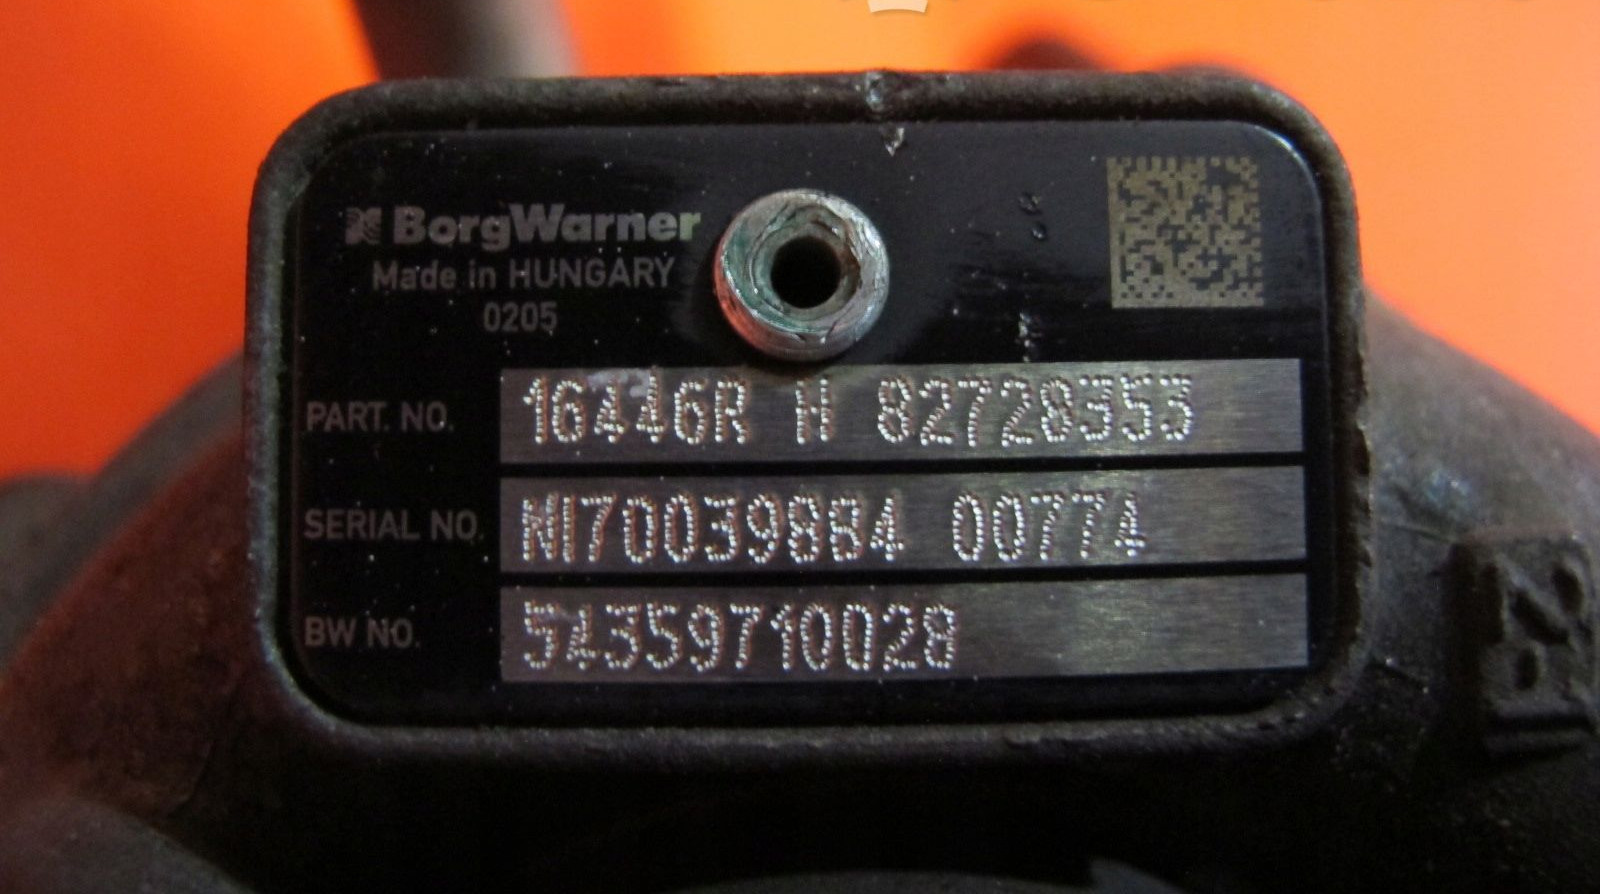 BorgWarner
Made in HUNGARY
0205
PART. NO. 16446R H 82728353
SERIAL NO. NI70039884 00774
BW NO. 54359710028